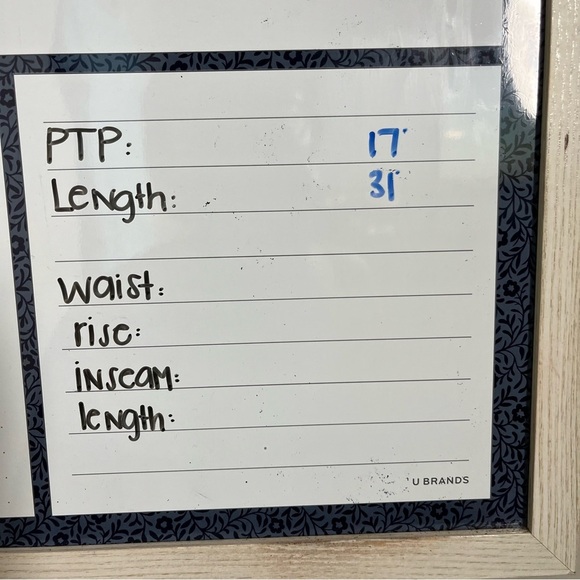 PTP: 17"
Length: 31
waist:
rise:
inseam:
length:
U BRANDS